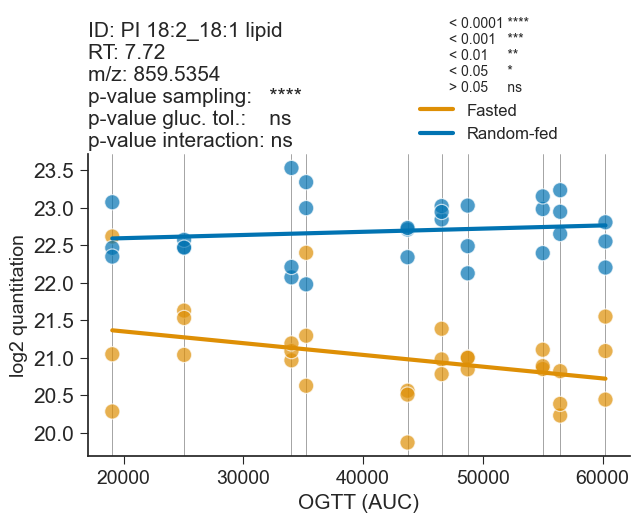 ID: PI 18:2_18:1 lipid
RT: 7.72
m/z: 859.5354
p-value sampling: ****
p-value gluc. tol.: ns
p-value interaction: ns
< 0.0001 ****
< 0.001 ***
< 0.01 **
< 0.05 *
> 0.05 ns
Fasted
Random-fed
log2 quantitation
23.5
23.0
22.5
22.0
21.5
21.0
20.5
20.0
20000 30000 40000 50000 60000
OGTT (AUC)